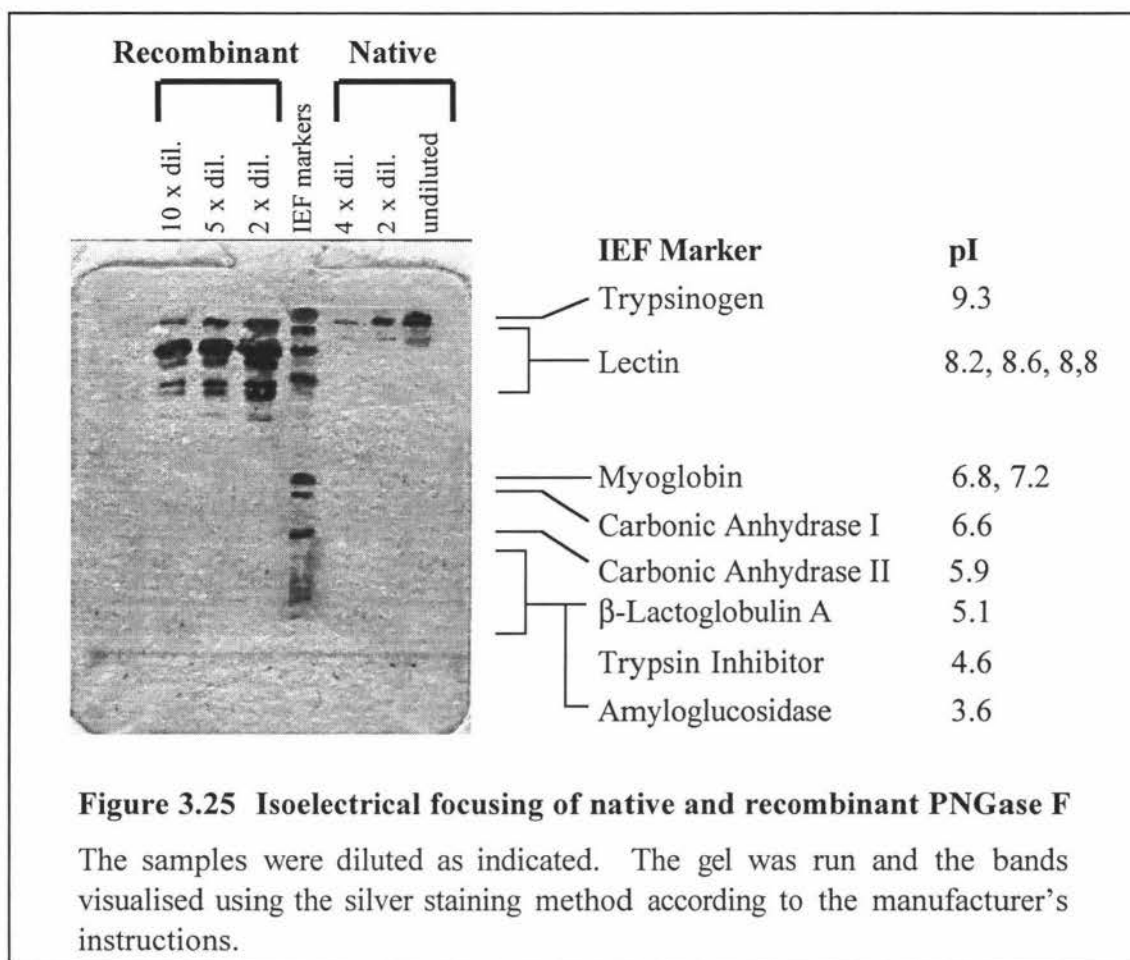 Recombinant Native
10 x dil.
5 x dil.
2 x dil.
IEF markers
4 x dil.
2 x dil.
undiluted
IEF Marker pI
Trypsinogen 9.3
Lectin 8.2, 8.6, 8,8
Myoglobin 6.8, 7.2
Carbonic Anhydrase I 6.6
Carbonic Anhydrase II 5.9
β-Lactoglobulin A 5.1
Trypsin Inhibitor 4.6
Amyloglucosidase 3.6
Figure 3.25 Isoelectrical focusing of native and recombinant PNGase F
The samples were diluted as indicated. The gel was run and the bands
visualised using the silver staining method according to the manufacturer's
instructions.